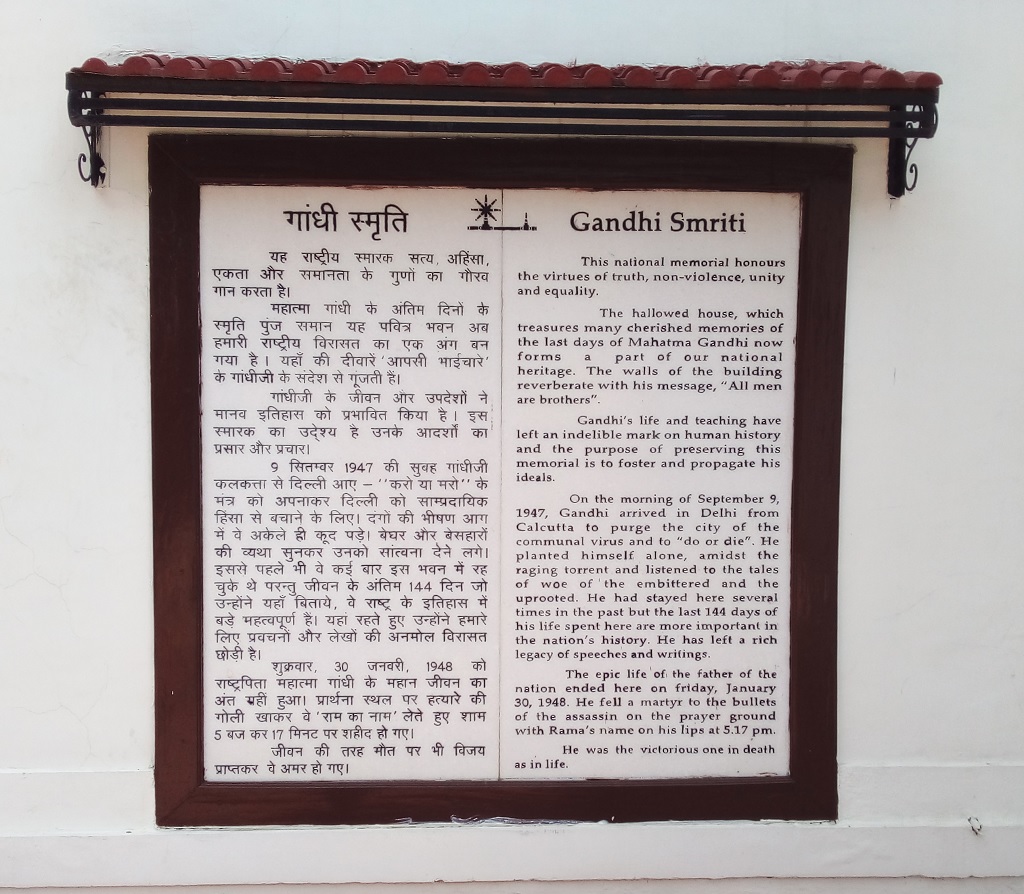 गांधी स्मृति
यह राष्ट्रीय स्मारक सत्य, अहिंसा,
एकता और समानता के गुणों का गौरव
गान करता है।
महात्मा गांधी के अंतिम दिनों के
स्मृति पुंज समान यह पवित्र भवन अब
हमारी राष्ट्रीय विरासत का एक अंग बन
गया है । यहाँ की दीवारें 'आपसी भाईचारे'
के गांधीजी के संदेश से गूंजती हैं।
गांधीजी के जीवन और उपदेशों ने
मानव इतिहास को प्रभावित किया है । इस
स्मारक का उद्देश्य है उनके आदर्शों का
प्रसार और प्रचार।
9 सितम्वर 1947 की सुवह गांधीजी
कलकत्ता से दिल्ली आए – ''करो या मरो'' के
मंत्र को अपनाकर दिल्ली को साम्प्रदायिक
हिंसा से बचाने के लिए। दंगों की भीषण आग
में वे अकेले ही कूद पड़े। बेघर और बेसहारों
की व्यथा सुनकर उनको सांत्वना देने लगे।
इससे पहले भी वे कई बार इस भवन में रह
चुके थे परन्तु जीवन के अंतिम 144 दिन जो
उन्होंने यहाँ बिताये, वे राष्ट्र के इतिहास में
बड़े महत्वपूर्ण हैं। यहां रहते हुए उन्होंने हमारे
लिए प्रवचनों और लेखों की अनमोल विरासत
छोड़ी है।
शुक्रवार, 30 जनवरी, 1948 को
राष्ट्रपिता महात्मा गांधी के महान जीवन का
अंत नहीं हुआ। प्रार्थना स्थल पर हत्यारे की
गोली खाकर वे 'राम का नाम' लेते हुए शाम
5 बज कर 17 मिनट पर शहीद हो गए।
जीवन की तरह मौत पर भी विजय
प्राप्तकर वे अमर हो गए।
Gandhi Smriti
This national memorial honours
the virtues of truth, non-violence, unity
and equality.
The hallowed house, which
treasures many cherished memories of
the last days of Mahatma Gandhi now
forms a part of our national
heritage. The walls of the building
reverberate with his message, "All men
are brothers".
Gandhi's life and teaching have
left an indelible mark on human history
and the purpose of preserving this
memorial is to foster and propagate his
ideals.
On the morning of September 9,
1947, Gandhi arrived in Delhi from
Calcutta to purge the city of the
communal virus and to "do or die". He
planted himself alone, amidst the
raging torrent and listened to the tales
of woe of the embittered and the
uprooted. He had stayed here several
times in the past but the last 144 days of
his life spent here are more important in
the nation's history. He has left a rich
legacy of speeches and writings.
The epic life of the father of the
nation ended here on friday, January
30, 1948. He fell a martyr to the bullets
of the assassin on the prayer ground
with Rama's name on his lips at 5.17 pm.
He was the victorious one in death
as in life.